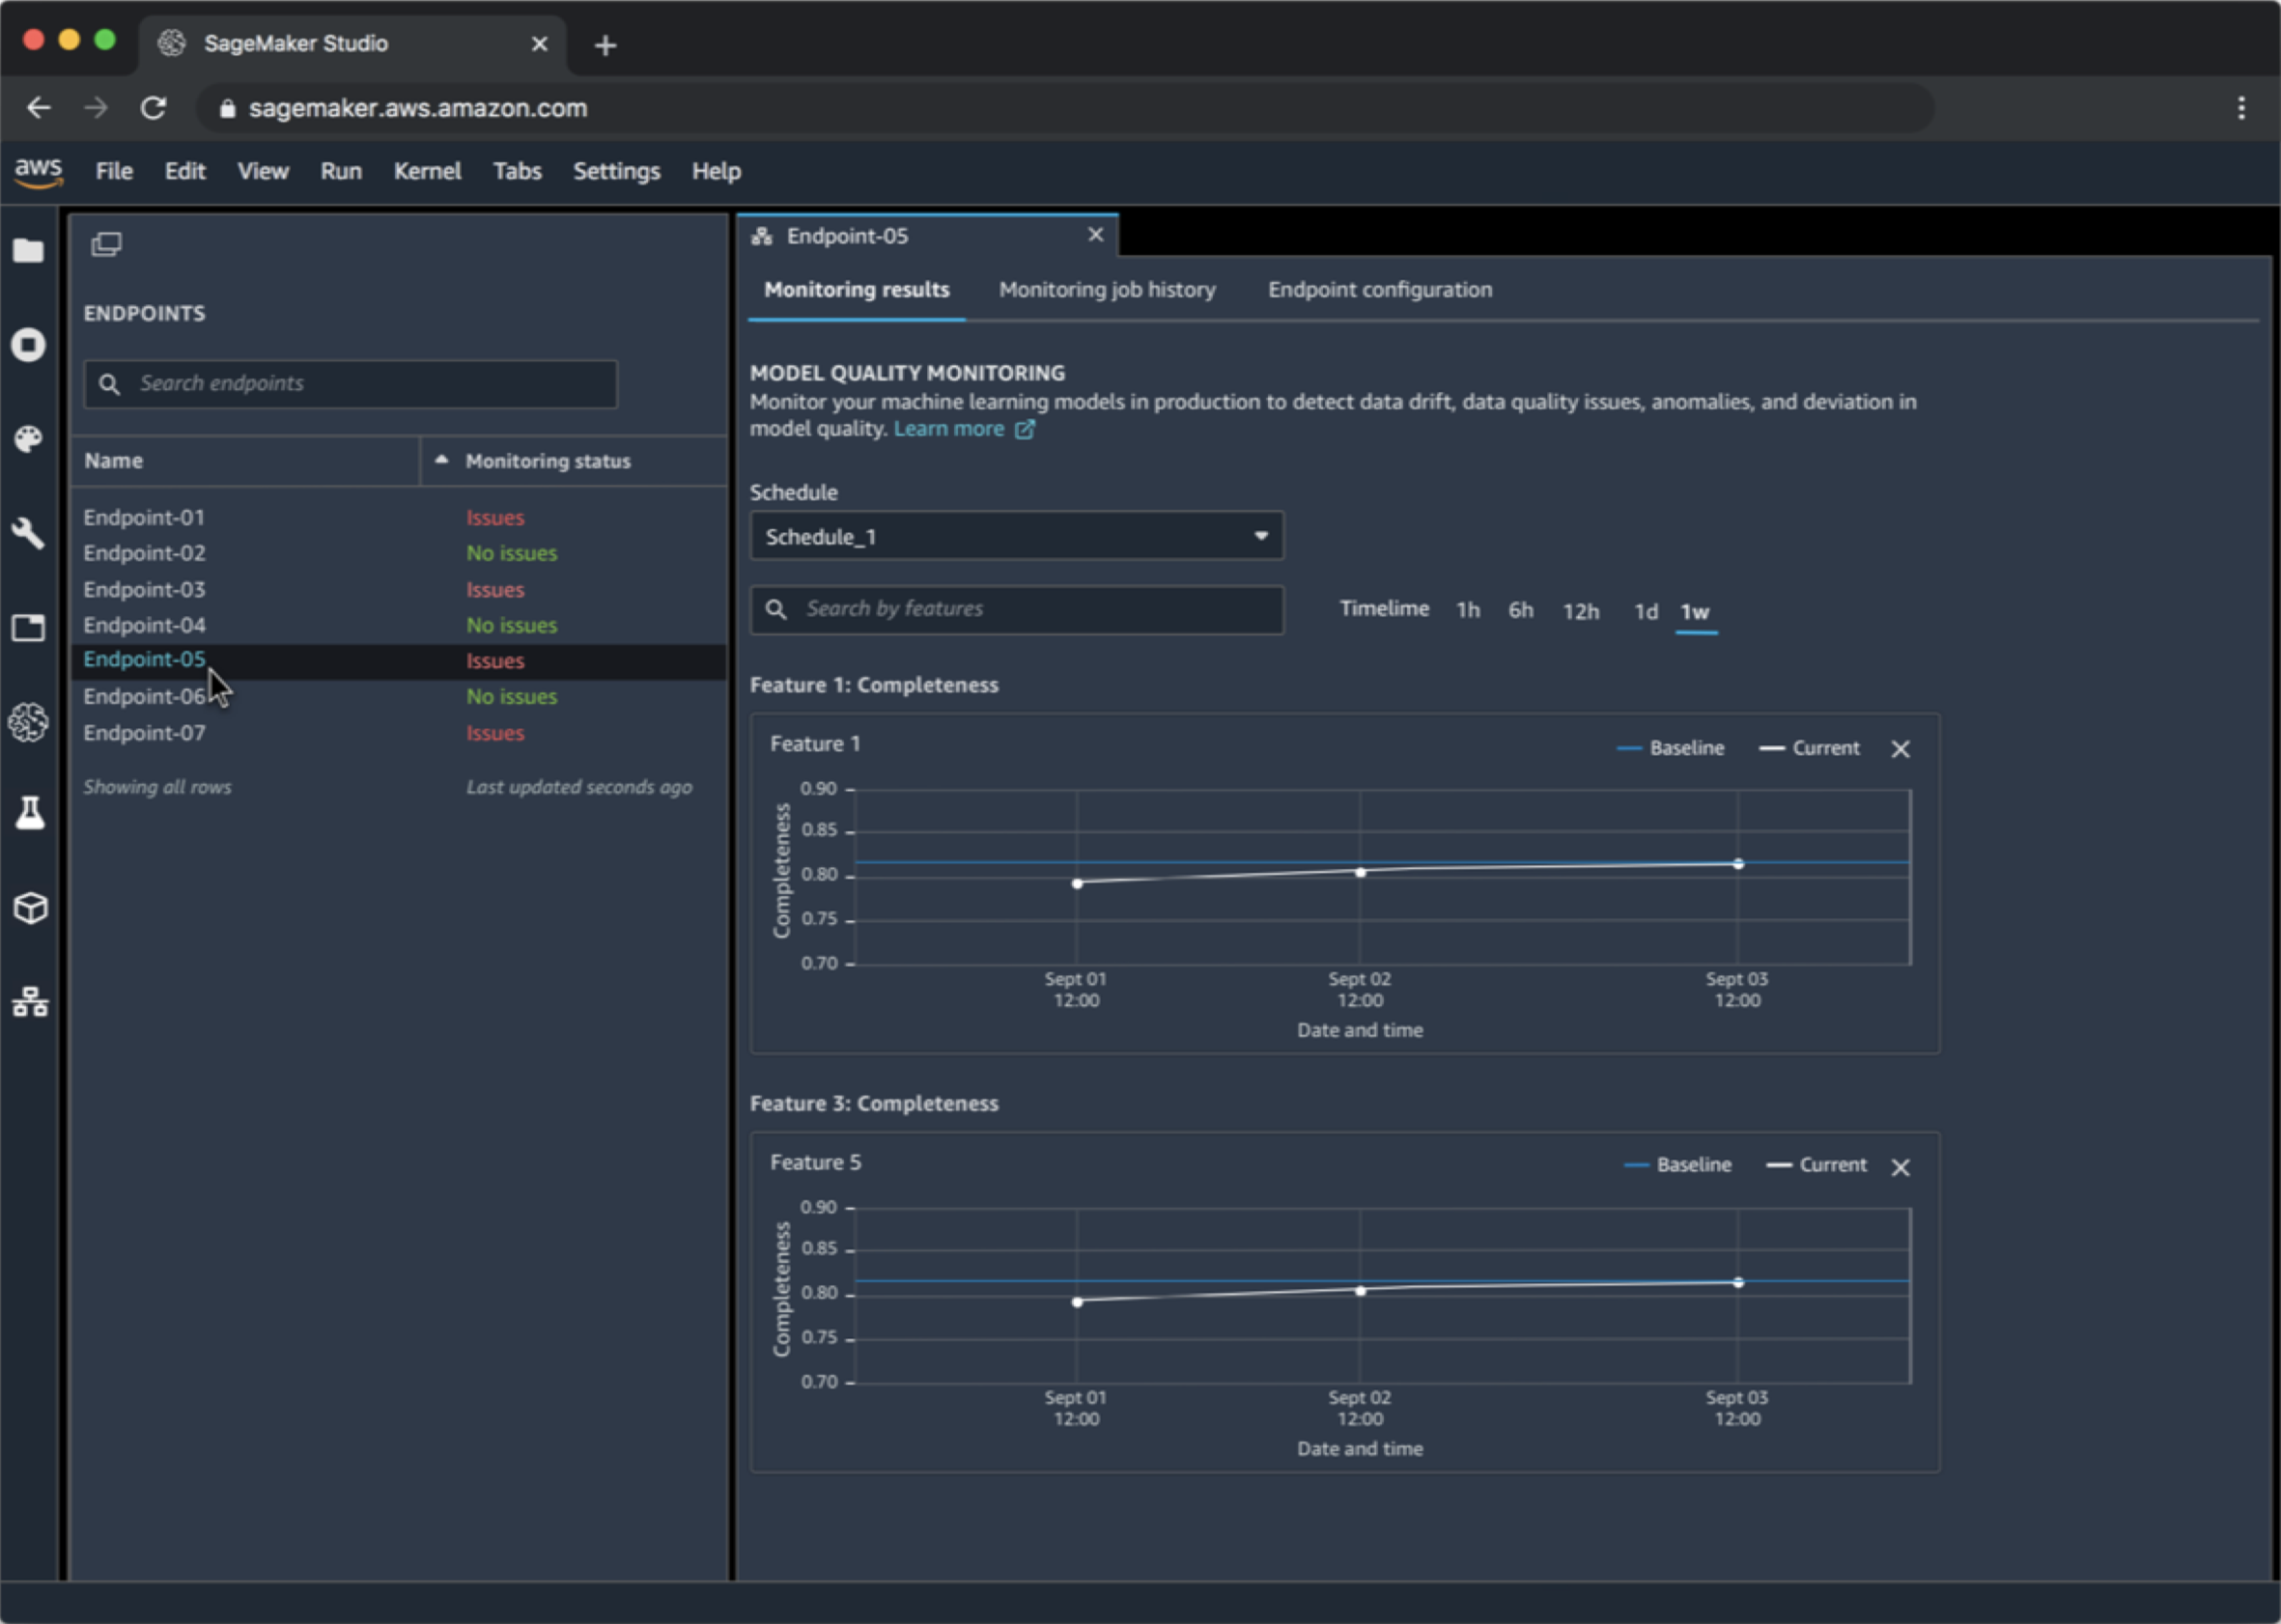 SageMaker Studio
sagemaker.aws.amazon.com
aws File Edit View Run Kernel Tabs Settings Help
ENDPOINTS
Search endpoints
Name Monitoring status
Endpoint-01 Issues
Endpoint-02 No issues
Endpoint-03 Issues
Endpoint-04 No issues
Endpoint-05 Issues
Endpoint-06 No issues
Endpoint-07 Issues
Showing all rows Last updated seconds ago
Endpoint-05
Monitoring results Monitoring job history Endpoint configuration
MODEL QUALITY MONITORING
Monitor your machine learning models in production to detect data drift, data quality issues, anomalies, and deviation in
model quality. Learn more
Schedule
Schedule_1
Search by features
Timelime 1h 6h 12h 1d 1w
Feature 1: Completeness
Feature 1 Baseline Current
Completeness
0.90
0.85
0.80
0.75
0.70
Sept 01 Sept 02 Sept 03
12:00 12:00 12:00
Date and time
Feature 3: Completeness
Feature 5 Baseline Current
Completeness
0.90
0.85
0.80
0.75
0.70
Sept 01 Sept 02 Sept 03
12:00 12:00 12:00
Date and time